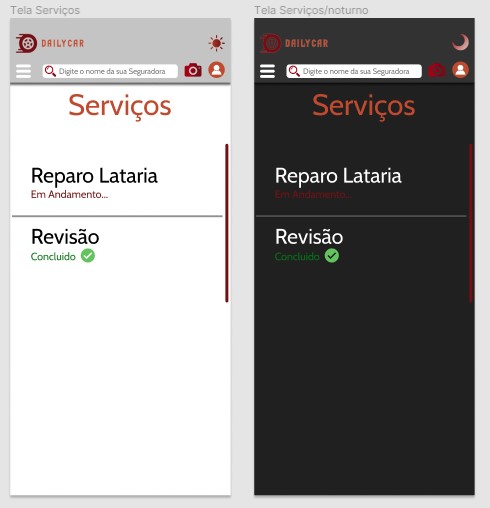 Tela Serviços
DAILYCAR
Digite o nome da sua Seguradora
Serviços
Reparo Lataria
Em Andamento...
Revisão
Concluido
Tela Serviços/noturno
DAILYCAR
Digite o nome da sua Seguradora
Serviços
Reparo Lataria
Em Andamento...
Revisão
Concluido